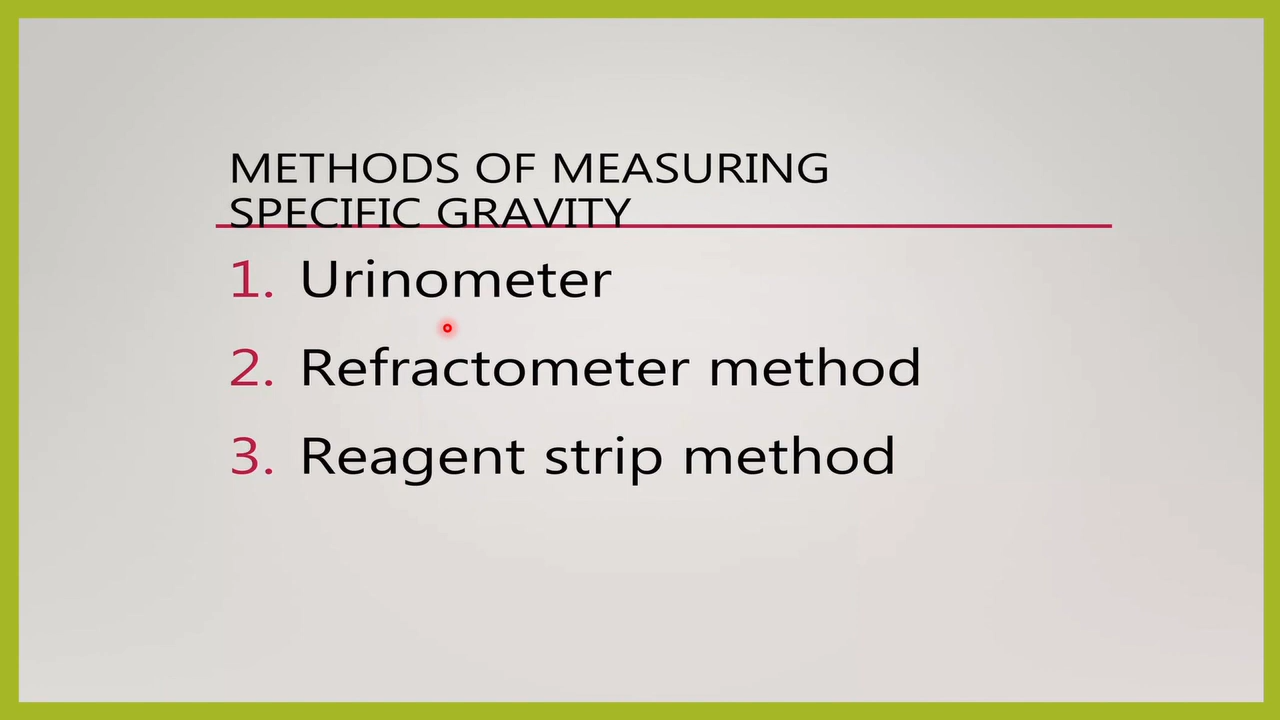 METHODS OF MEASURING
SPECIFIC GRAVITY
1. Urinometer
2. Refractometer method
3. Reagent strip method